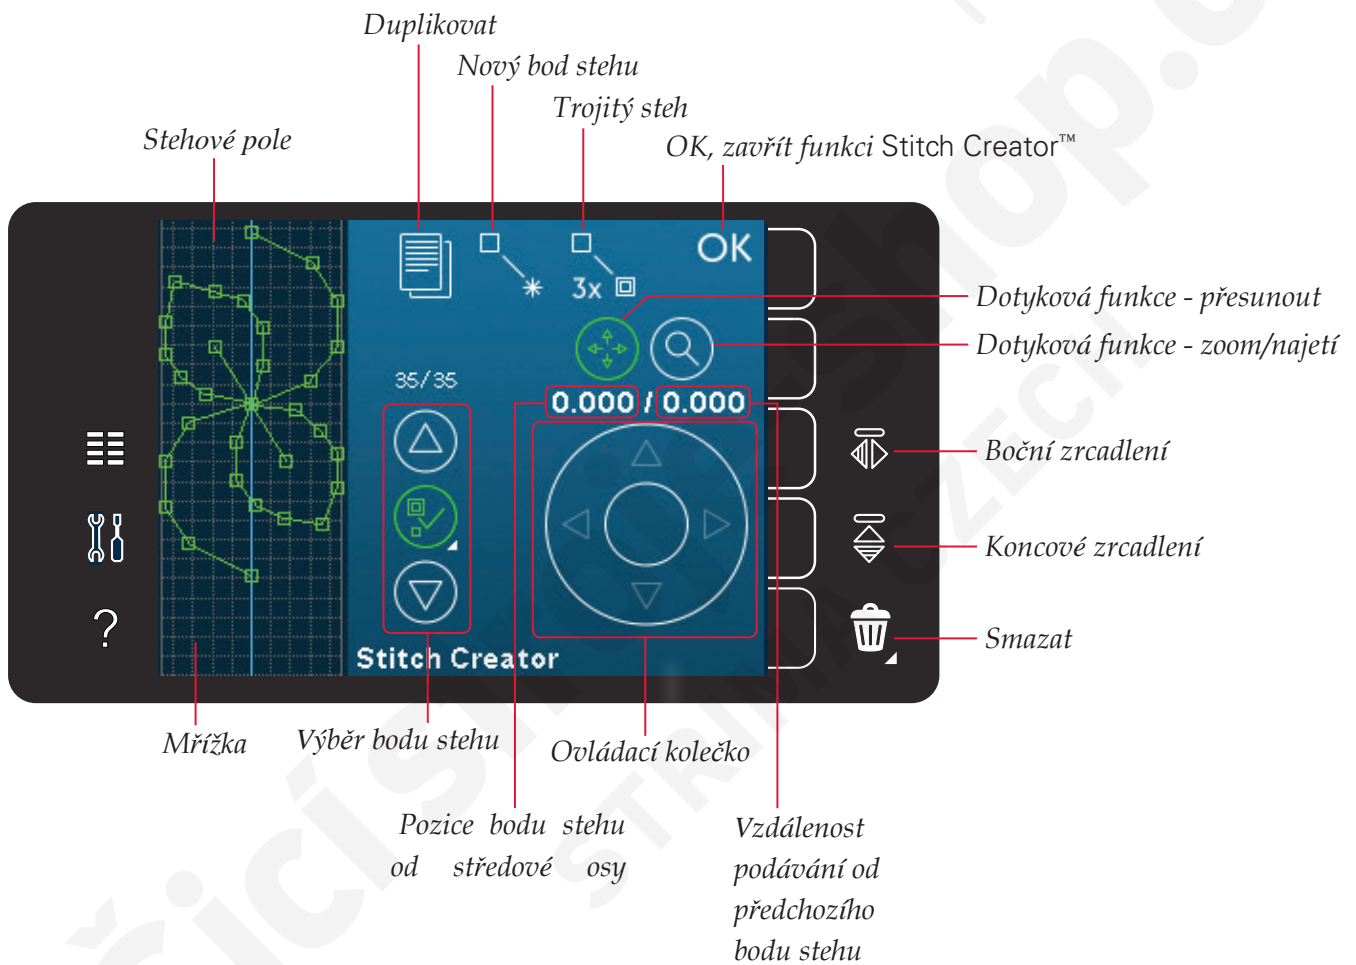 Duplikovat
Nový bod stehu
Trojitý steh
Stehové pole
OK, zavřít funkci Stitch Creator™
OK
3x
Dotyková funkce - přesunout
Dotyková funkce - zoom/najetí
35/35
0.000 / 0.000
Boční zrcadlení
Koncové zrcadlení
?
Smazat
Stitch Creator
Mřížka
Výběr bodu stehu
Ovládací kolečko
Pozice bodu stehu
od středové osy
Vzdálenost
podávání od
předchozího
bodu stehu